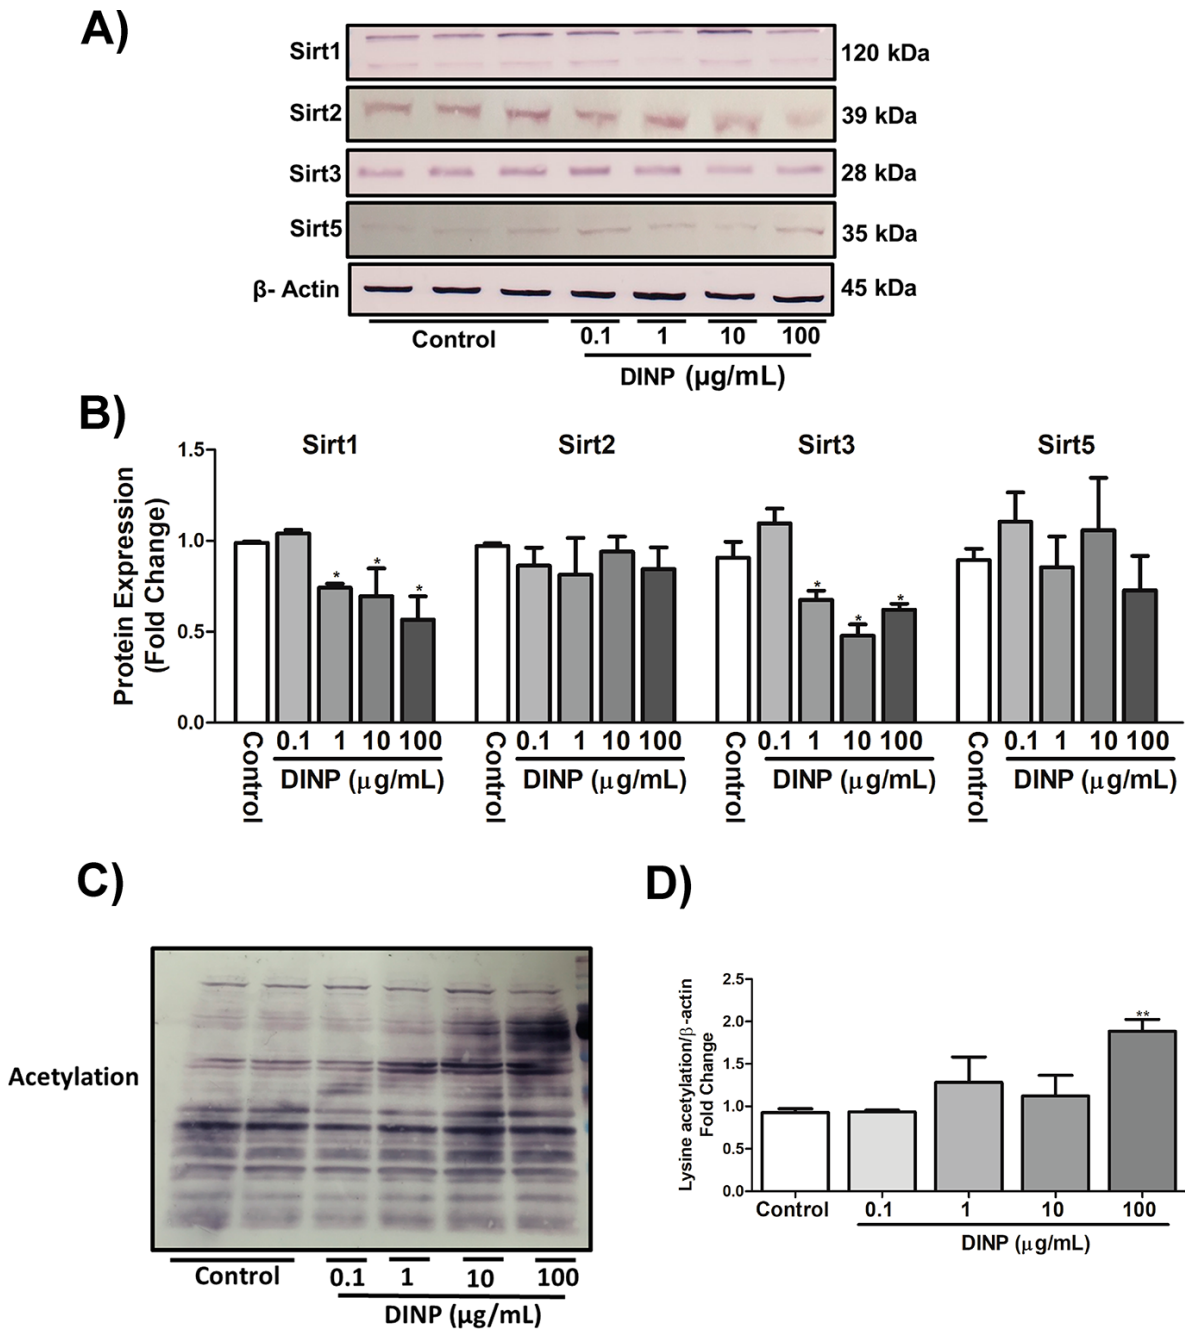 A)
Sirt1
120 kDa
Sirt2
39 kDa
Sirt3
28 kDa
Sirt5
35 kDa
β- Actin
45 kDa
Control 0.1 1 10 100
DINP (µg/mL)
B)
Sirt1 Sirt2 Sirt3 Sirt5
Protein Expression
(Fold Change)
1.5
1.0
0.5
0.0
* * *
* * *
Control 0.1 1 10 100 Control 0.1 1 10 100 Control 0.1 1 10 100 Control 0.1 1 10 100
DINP (µg/mL) DINP (µg/mL) DINP (µg/mL) DINP (µg/mL)
C)
Acetylation
Control 0.1 1 10 100
DINP (µg/mL)
D)
Lysine acetylation/β-actin
Fold Change
2.5
2.0
1.5
1.0
0.5
0.0
**
Control 0.1 1 10 100
DINP (µg/mL)